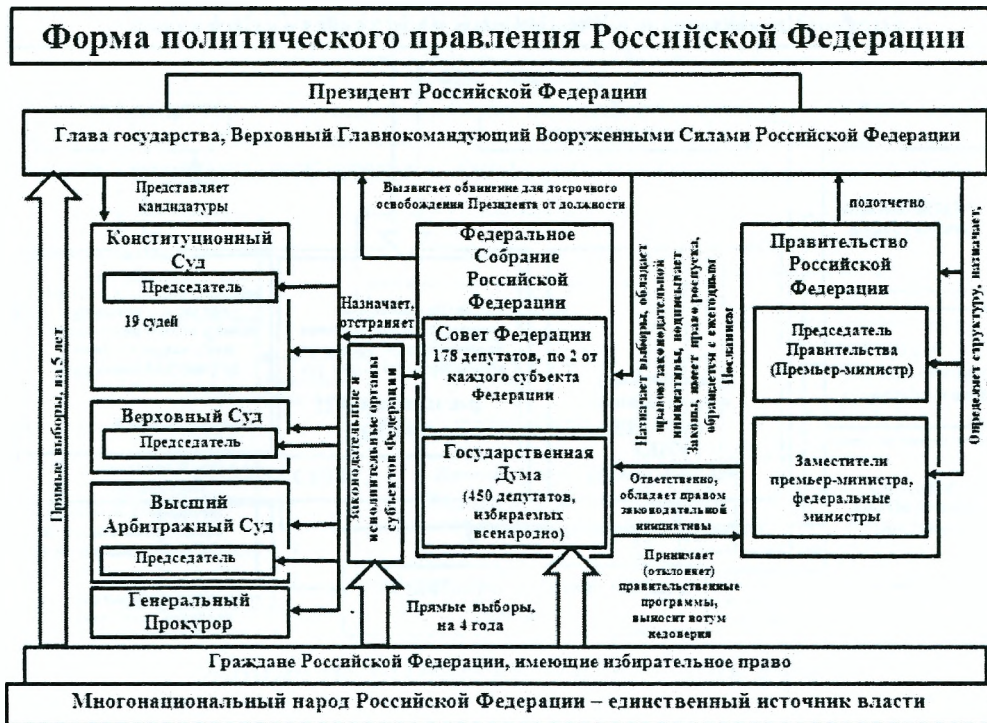 Форма политического правления Российской Федерации
Президент Российской Федерации
Глава государства, Верховный Главнокомандующий Вооруженными Силами Российской Федерации
Представляет
кандидатуры
Выдвигает обвинение для досрочного
освобождения Президента от должности
подотчетно
Определяет структуру, назначает,
Прямые выборы, на 5 лет
Конституционный
Суд
Председатель
19 судей
Верховный Суд
Председатель
Высший
Арбитражный Суд
Председатель
Генеральный
Прокурор
Назначает,
отстраняет
Законодательные и
исполнительные органы
субъектов Федерации
Федеральное
Собрание
Российской
Федерации
Совет Федерации
178 депутатов, по 2 от
каждого субъекта
Федерации
Государственная
Дума
(450 депутатов,
избираемых
всенародно)
Назначает выборы, обладает
правом законодательной
инициативы, подписывает
Законы, имеет право роспуска,
обращается с ежегодным
Посланием
Ответственно,
обладает правом
законодательной
инициативы
Принимает
(отклоняет)
правительственные
программы,
выносит вотум
недоверия
Правительство
Российской
Федерации
Председатель
Правительства
(Премьер-министр)
Заместители
премьер-министра,
федеральные
министры
Прямые выборы,
на 4 года
Граждане Российской Федерации, имеющие избирательное право
Многонациональный народ Российской Федерации – единственный источник власти